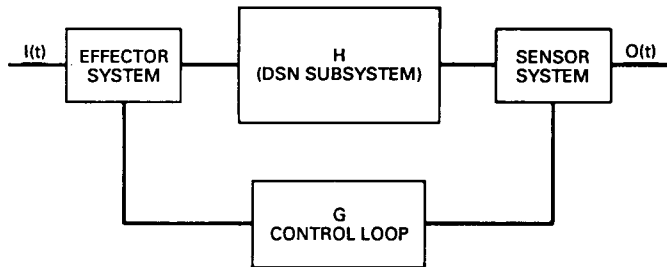 I(t)
EFFECTOR
SYSTEM
H
(DSN SUBSYSTEM)
SENSOR
SYSTEM
O(t)
G
CONTROL LOOP